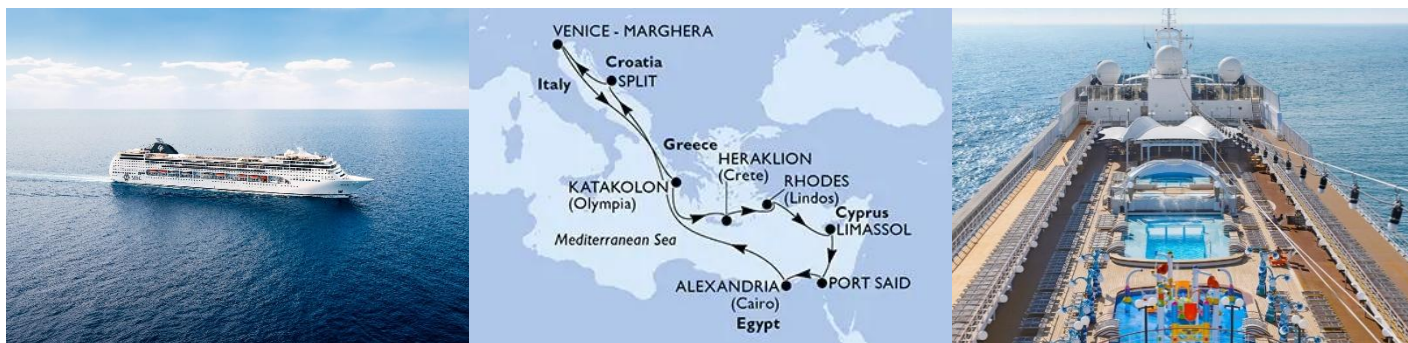 VENICE - MARGHERA
Croatia
SPLIT
Italy
Greece
HERAKLION
(Crete)
KATAKOLON
(Olympia)
RHODES
(Lindos)
Cyprus
LIMASSOL
Mediterranean Sea
ALEXANDRIA
(Cairo)
PORT SAID
Egypt